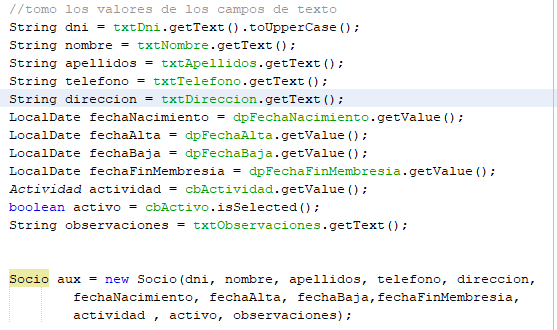 //tomo los valores de los campos de texto
String dni = txtDni.getText().toUpperCase();
String nombre = txtNombre.getText();
String apellidos = txtApellidos.getText();
String telefono = txtTelefono.getText();
String direccion = txtDireccion.getText();
LocalDate fechaNacimiento = dpFechaNacimiento.getValue();
LocalDate fechaAlta = dpFechaAlta.getValue();
LocalDate fechaBaja = dpFechaBaja.getValue();
LocalDate fechaFinMembresia = dpFechaFinMembresia.getValue();
Actividad actividad = cbActividad.getValue();
boolean activo = cbActivo.isSelected();
String observaciones = txtObservaciones.getText();
Socio aux = new Socio(dni, nombre, apellidos, telefono, direccion,
fechaNacimiento, fechaAlta, fechaBaja,fechaFinMembresia,
actividad , activo, observaciones);